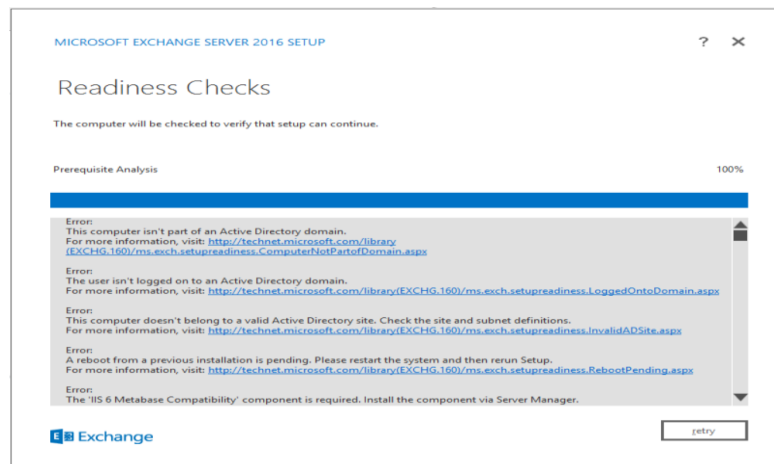 MICROSOFT EXCHANGE SERVER 2016 SETUP
?
Readiness Checks
The computer will be checked to verify that setup can continue.
Prerequisite Analysis 100%
Error:
This computer isn't part of an Active Directory domain.
For more information, visit: http://technet.microsoft.com/library
(EXCHG.160)/ms.exch.setupreadiness.ComputerNotPartofDomain.aspx
Error:
The user isn't logged on to an Active Directory domain.
For more information, visit: http://technet.microsoft.com/library(EXCHG.160)/ms.exch.setupreadiness.LoggedOntoDomain.aspx
Error:
This computer doesn't belong to a valid Active Directory site. Check the site and subnet definitions.
For more information, visit: http://technet.microsoft.com/library(EXCHG.160)/ms.exch.setupreadiness.InvalidADSite.aspx
Error:
A reboot from a previous installation is pending. Please restart the system and then rerun Setup.
For more information, visit: http://technet.microsoft.com/library(EXCHG.160)/ms.exch.setupreadiness.RebootPending.aspx
Error:
The 'IIS 6 Metabase Compatibility' component is required. Install the component via Server Manager.
E Exchange
retry